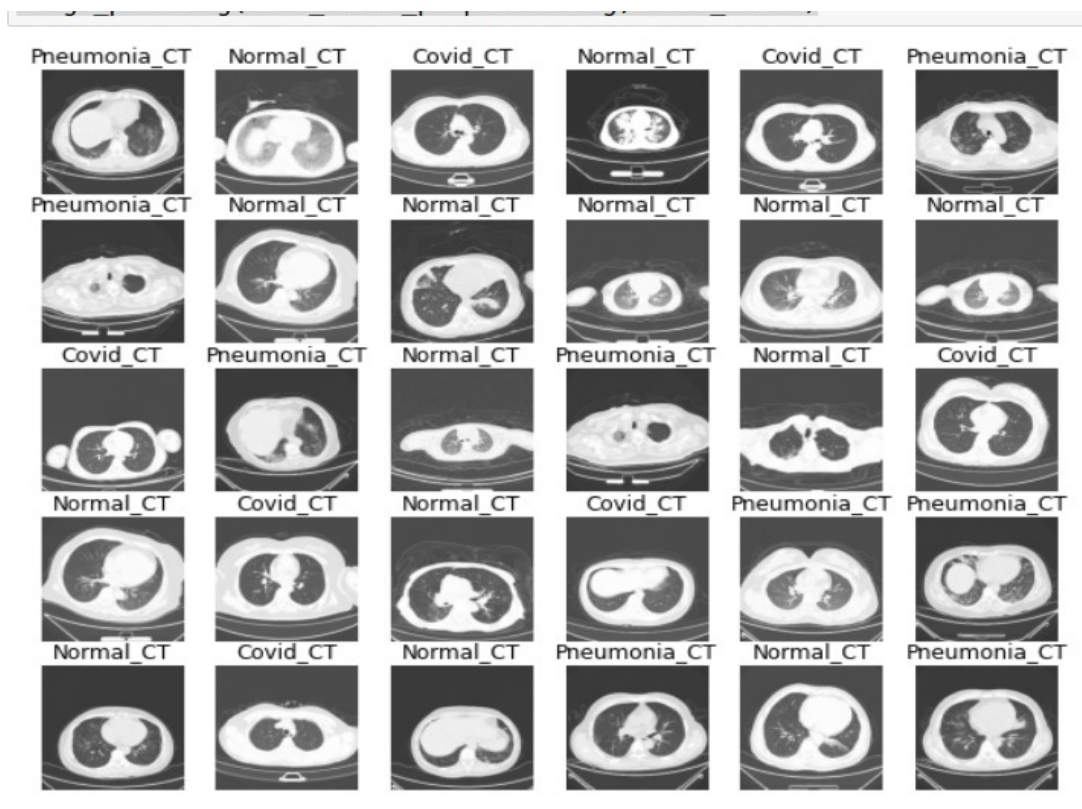 Pneumonia_CT Normal_CT Covid_CT Normal_CT Covid_CT Pneumonia_CT
Pneumonia_CT Normal_CT Normal_CT Normal_CT Normal_CT Normal_CT
Covid_CT Pneumonia_CT Normal_CT Pneumonia_CT Normal_CT Covid_CT
Normal_CT Covid_CT Normal_CT Covid_CT Pneumonia_CT Pneumonia_CT
Normal_CT Covid_CT Normal_CT Pneumonia_CT Normal_CT Pneumonia_CT